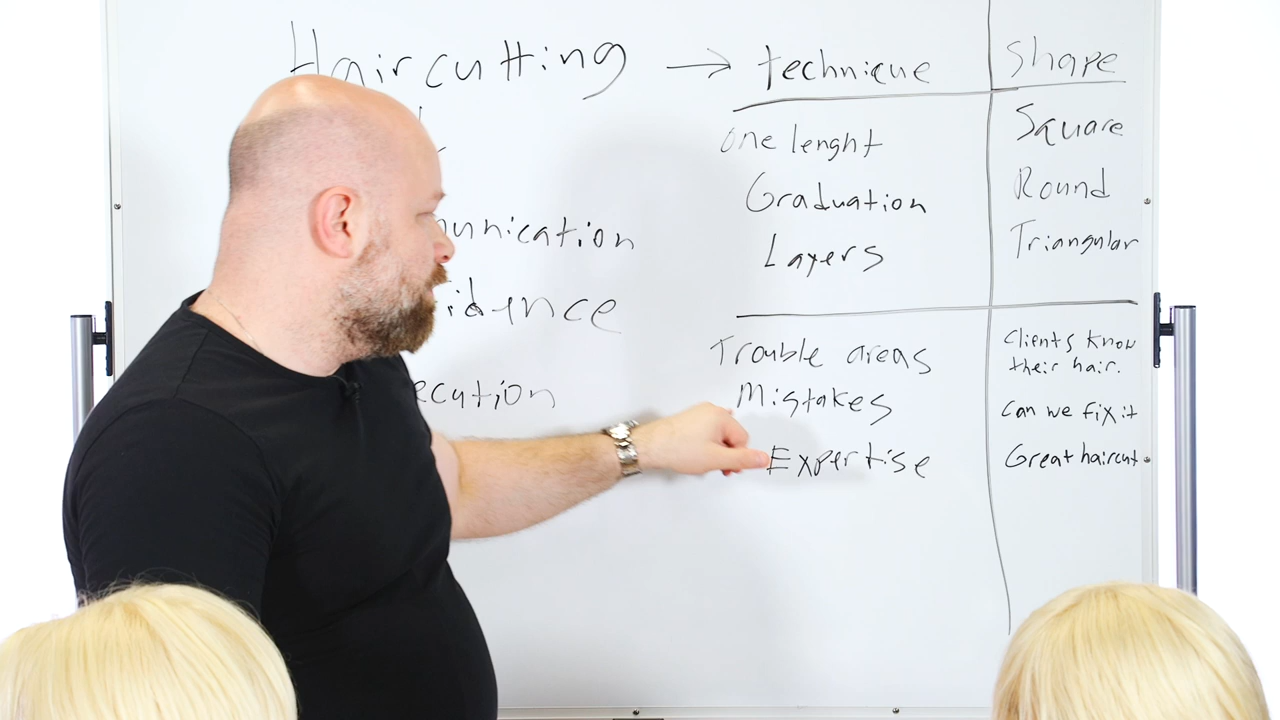 Haircutting → technique
shape
munication
idence
ecution
One lenght
Square
Graduation
Round
Layers
Triangular
Trouble areas
Clients know
their hair.
Mistakes
Can we fix it
Expertise
Great haircut.